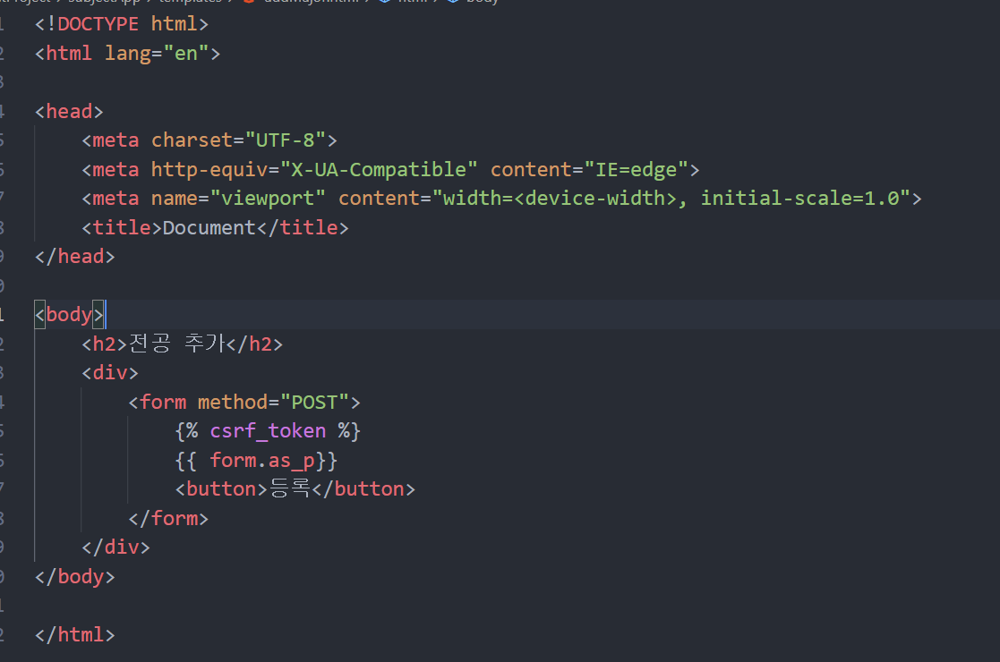 <!DOCTYPE html>
<html lang="en">
<head>
<meta charset="UTF-8">
<meta http-equiv="X-UA-Compatible" content="IE=edge">
<meta name="viewport" content="width=<device-width>, initial-scale=1.0">
<title>Document</title>
</head>
<body>
<h2>전공 추가</h2>
<div>
<form method="POST">
{% csrf_token %}
{{ form.as_p}}
<button>등록</button>
</form>
</div>
</body>
</html>